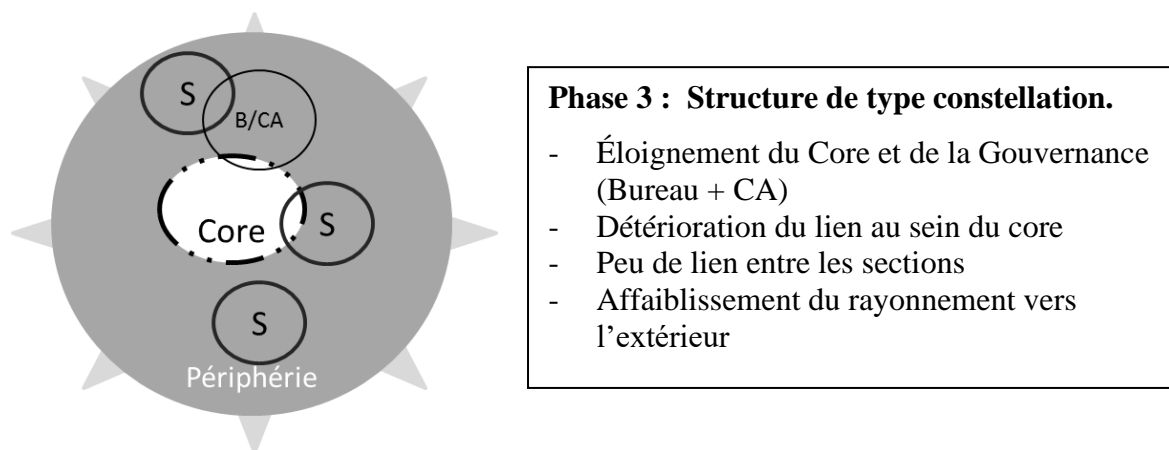 S
B/CA
Core
S
S
Périphérie
Phase 3 : Structure de type constellation.
- Éloignement du Core et de la Gouvernance
(Bureau + CA)
- Détérioration du lien au sein du core
- Peu de lien entre les sections
- Affaiblissement du rayonnement vers
l’extérieur